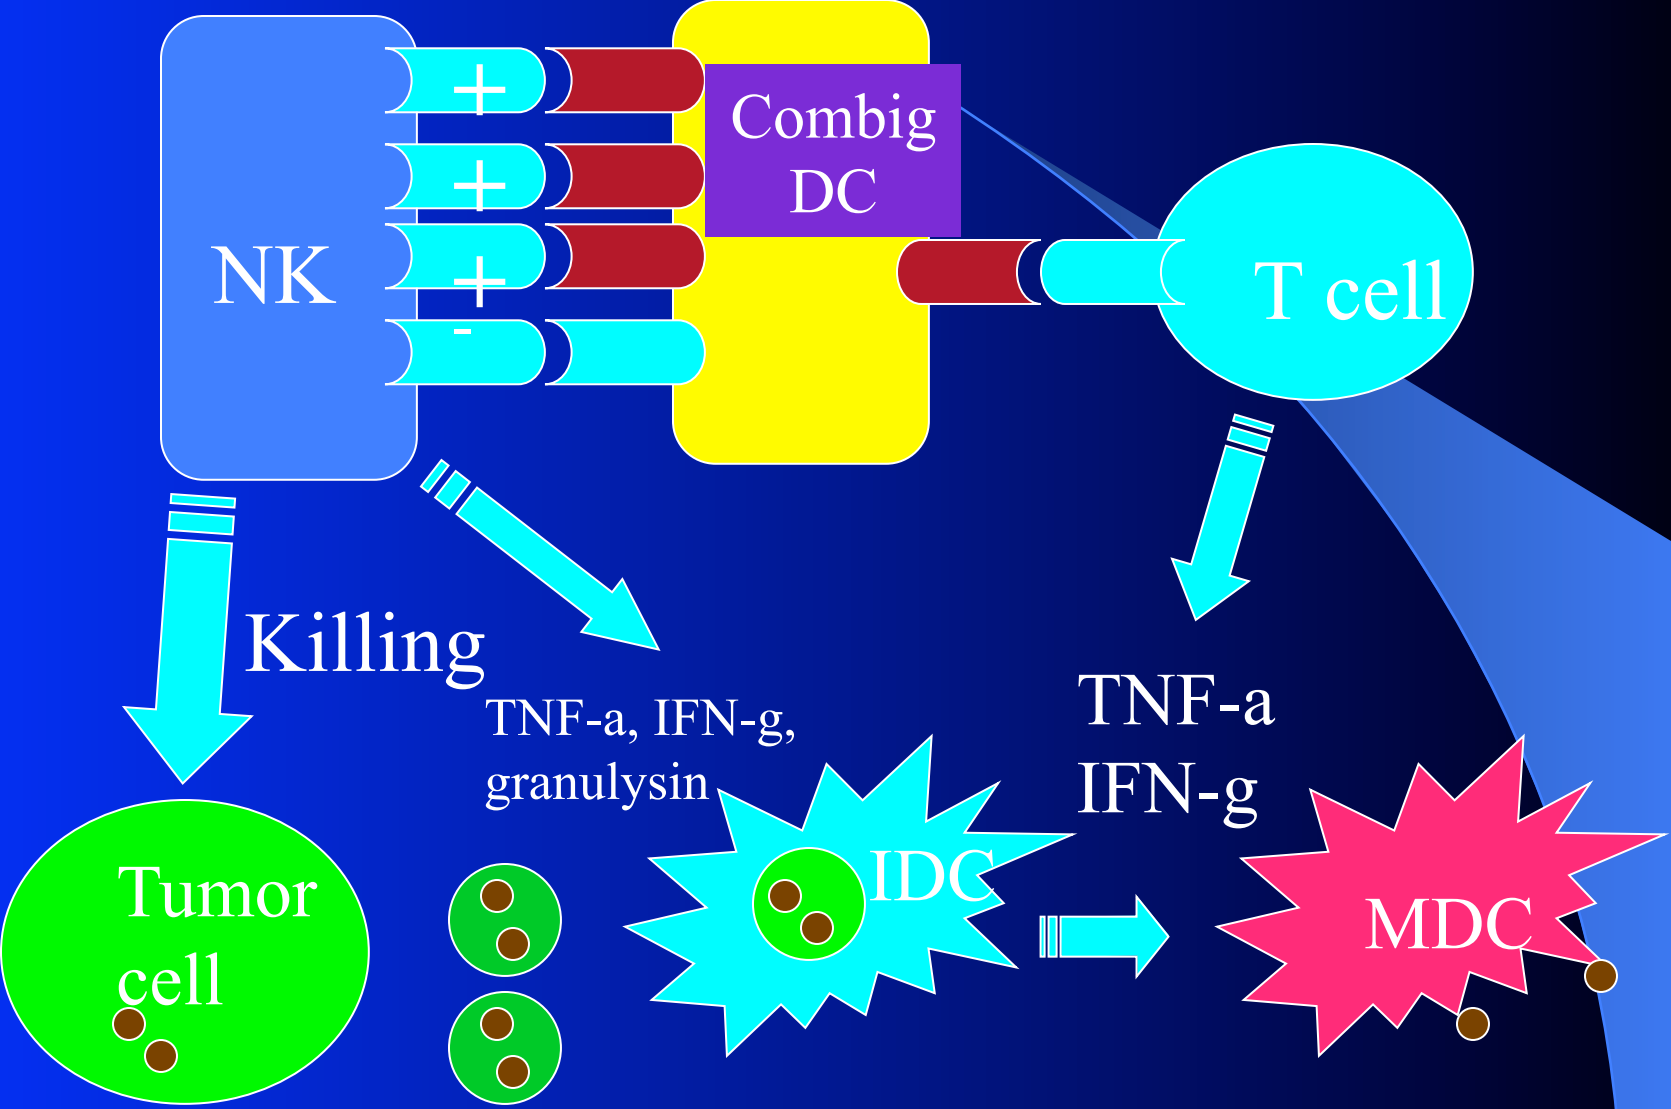 +
Combig
DC
+
NK
+
T cell
-
Killing
TNF-a, IFN-g,
granulysin
TNF-a
IFN-g
Tumor
cell
IDC
MDC